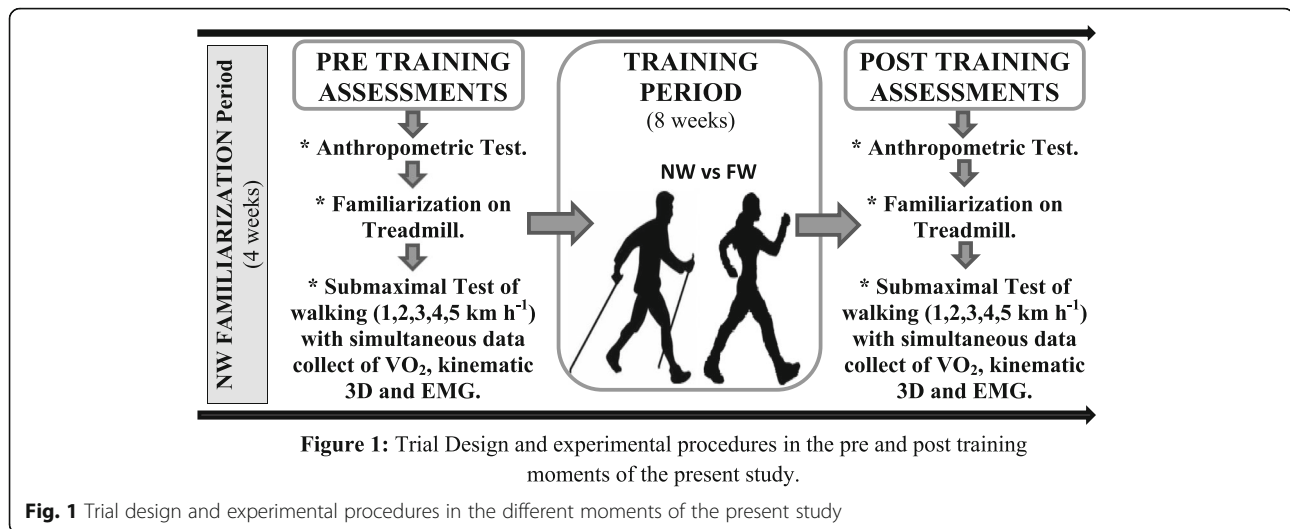 NW FAMILIARIZATION Period
(4 weeks)
PRE TRAINING
ASSESSMENTS
* Anthropometric Test.
* Familiarization on
Treadmill.
* Submaximal Test of
walking (1,2,3,4,5 km h⁻¹)
with simultaneous data
collect of VO₂, kinematic
3D and EMG.
TRAINING
PERIOD
(8 weeks)
NW vs FW
POST TRAINING
ASSESSMENTS
* Anthropometric Test.
* Familiarization on
Treadmill.
* Submaximal Test of
walking (1,2,3,4,5 km h⁻¹)
with simultaneous data
collect of VO₂, kinematic
3D and EMG.
Figure 1: Trial Design and experimental procedures in the pre and post training
moments of the present study.
Fig. 1 Trial design and experimental procedures in the different moments of the present study